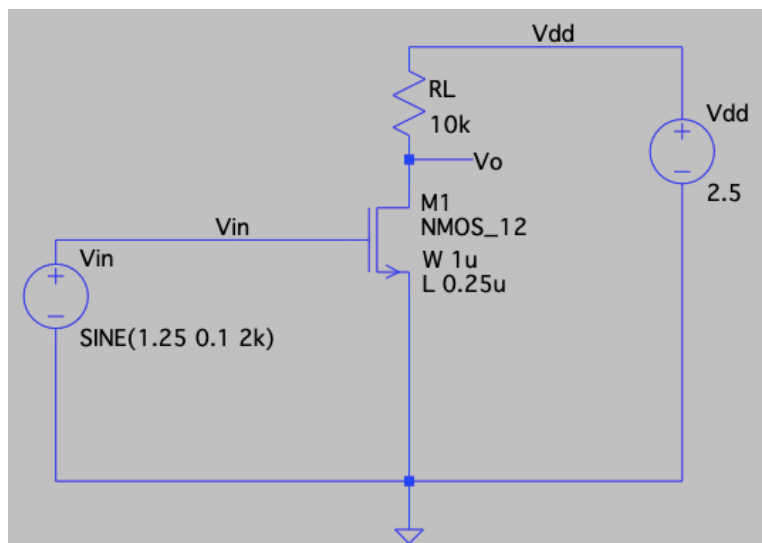 Vdd
RL
10k
Vdd
Vo
2.5
M1
NMOS_12
Vin
W 1u
L 0.25u
Vin
SINE(1.25 0.1 2k)